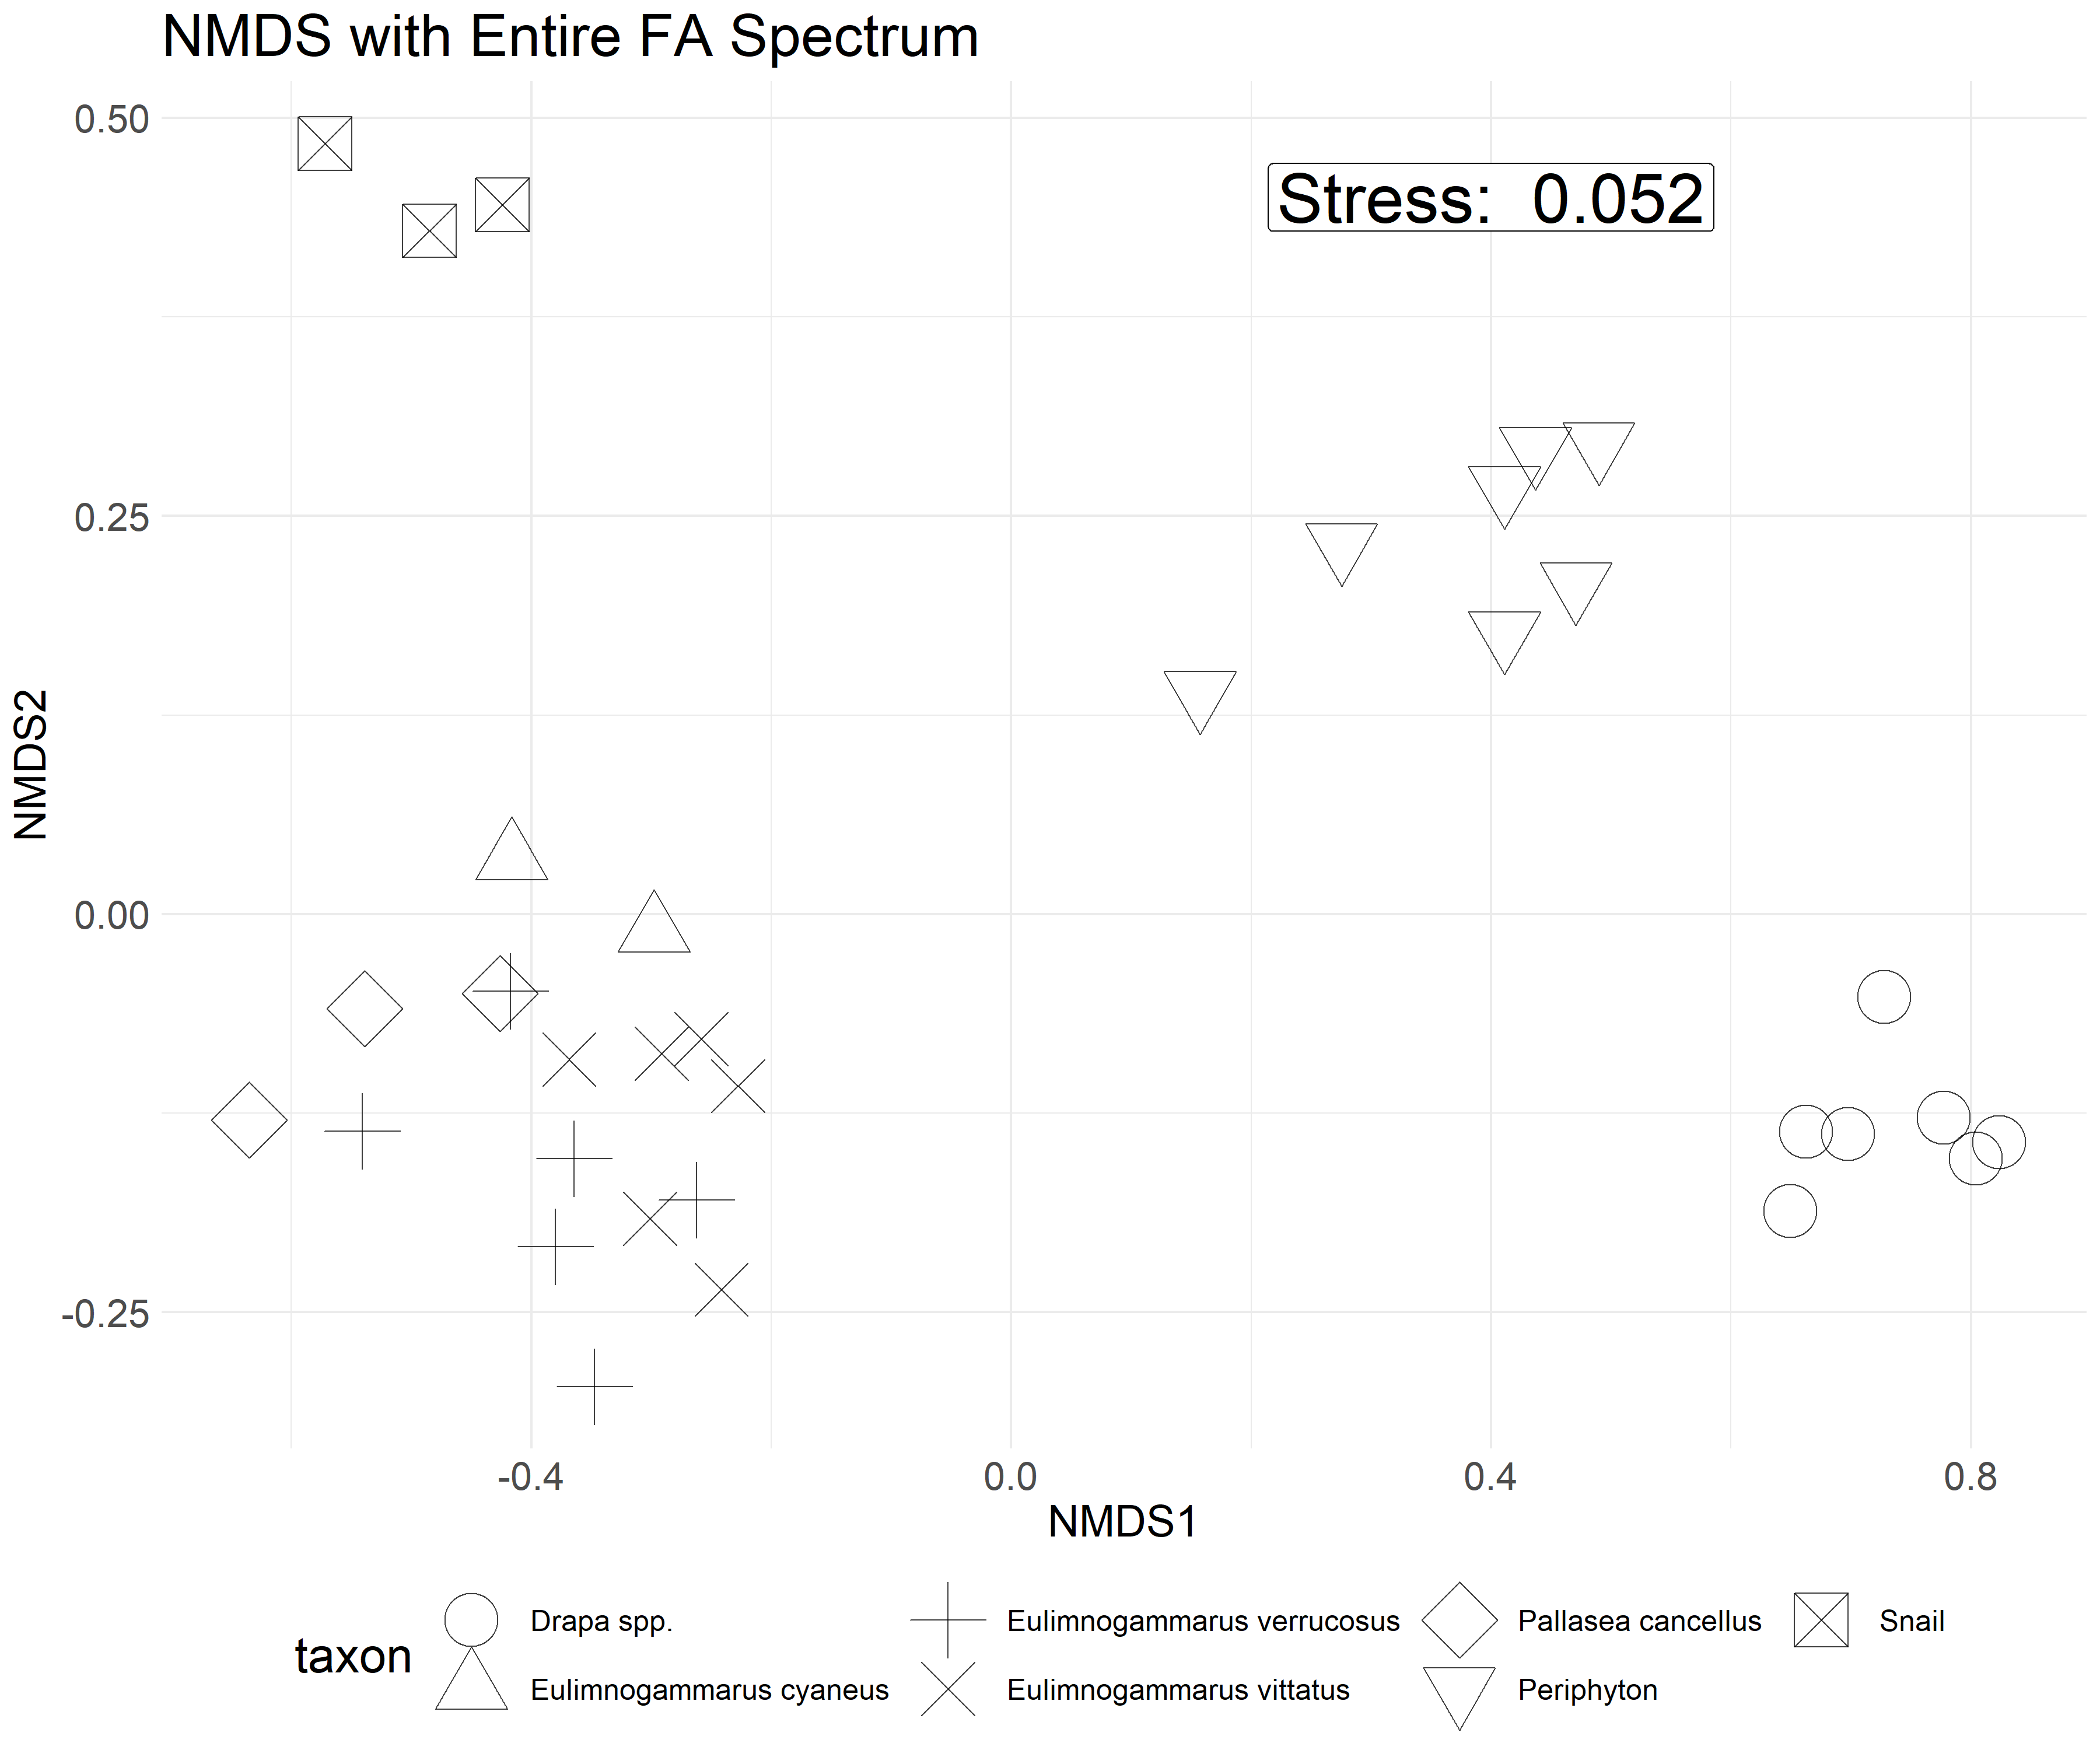 NMDS with Entire FA Spectrum
0.50
Stress:  0.052
0.25
NMDS2
0.00
-0.25
-0.4 0.0 0.4 0.8
NMDS1
taxon
Drapa spp. Eulimnogammarus verrucosus Pallasea cancellus Snail
Eulimnogammarus cyaneus Eulimnogammarus vittatus Periphyton